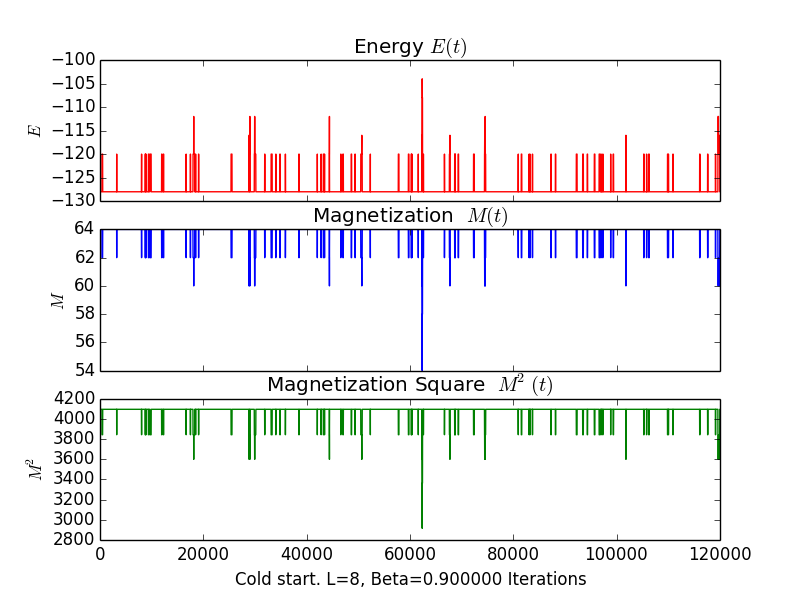 Energy E(t)
−100
−105
−110
−115
−120
−125
−130
E
Magnetization M(t)
64
62
60
58
56
54
M
Magnetization Square M² (t)
4200
4000
3800
3600
3400
3200
3000
2800
M²
0 20000 40000 60000 80000 100000 120000
Cold start. L=8, Beta=0.900000 Iterations